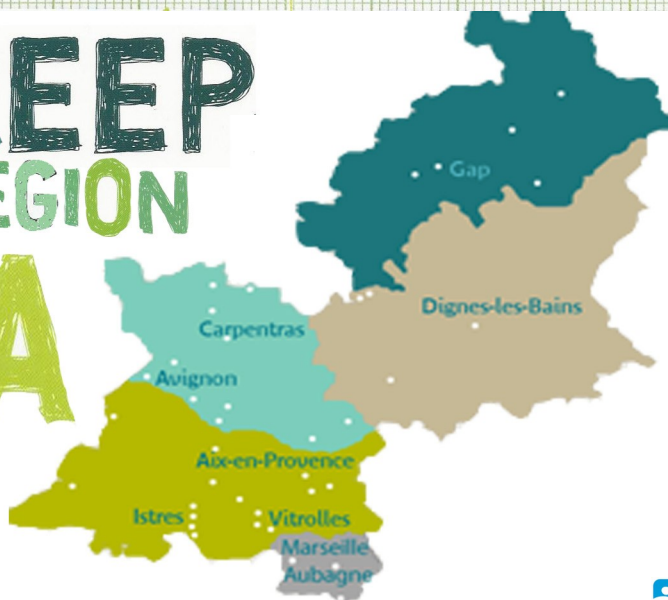 EEP
EGION
A
Gap
Dignes-les-Bains
Carpentras
Avignon
Aix-en-Provence
Istres
Vitrolles
Marseille
Aubagne